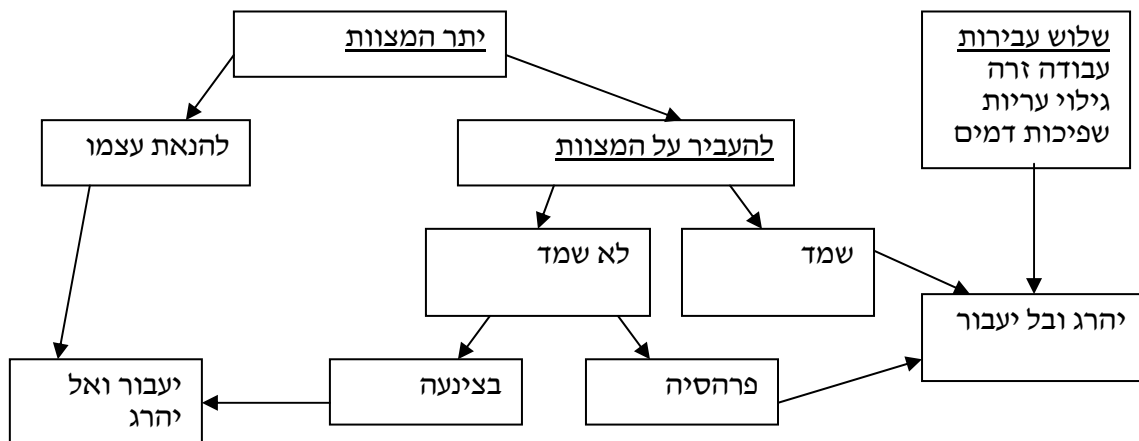 יתר המצוות
שלוש עבירות
עבודה זרה
גילוי עריות
שפיכות דמים
להעביר על המצוות
להנאת עצמו
שמד
לא שמד
יהרג ובל יעבור
פרהסיה
בצינעה
יעבור ואל
יהרג